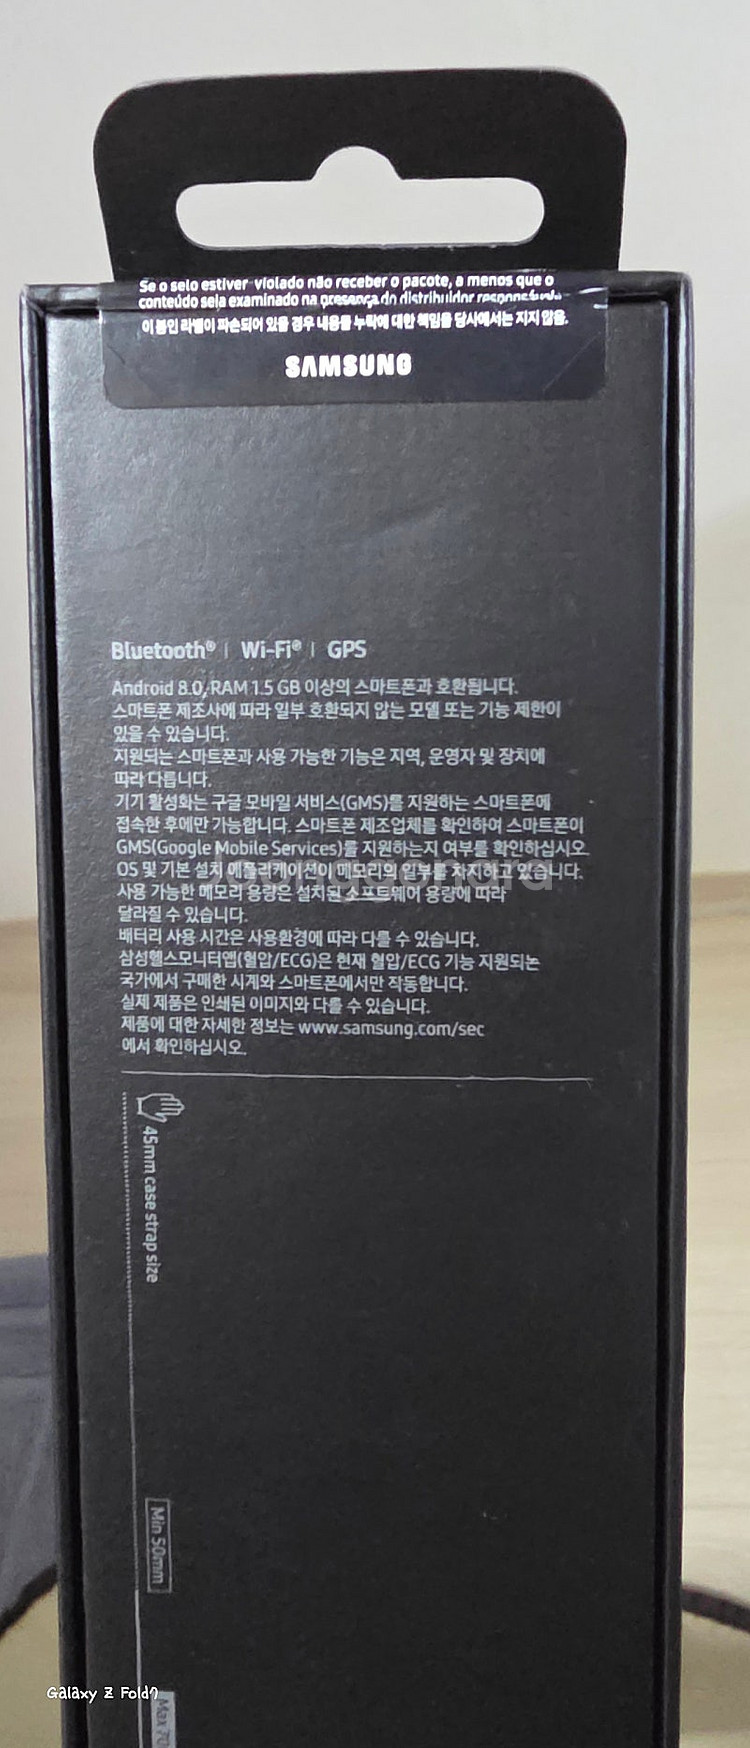 Se o selo estiver violado não receber o pacote, a menos que o
conteúdo seja examinado na presença do distribuidor
이 봉인 라벨이 파손되어 있을 경우 내용물 누락에 대한 책임을 당사에서는 지지 않음.
SAMSUNG
Bluetooth® | Wi-Fi® | GPS
Android 8.0, RAM 1.5 GB 이상의 스마트폰과 호환됩니다.
스마트폰 제조사에 따라 일부 호환되지 않는 모델 또는 기능 제한이
있을 수 있습니다.
지원되는 스마트폰과 사용 가능한 기능은 지역, 운영자 및 장치에
따라 다릅니다.
기기 활성화는 구글 모바일 서비스(GMS)를 지원하는 스마트폰에
접속한 후에만 가능합니다. 스마트폰 제조업체를 확인하여 스마트폰이
GMS(Google Mobile Services)를 지원하는지 여부를 확인하십시오.
OS 및 기본 설치 애플리케이션이 메모리의 일부를 차지하고 있습니다.
사용 가능한 메모리 용량은 설치된 소프트웨어 용량에 따라
달라질 수 있습니다.
배터리 사용 시간은 사용환경에 따라 다를 수 있습니다.
삼성헬스모니터앱(혈압/ECG)은 현재 혈압/ECG 기능 지원되는
국가에서 구매한 시계와 스마트폰에서만 작동합니다.
실제 제품은 인쇄된 이미지와 다를 수 있습니다.
제품에 대한 자세한 정보는 www.samsung.com/sec
에서 확인하십시오.
45mm case strap size
Min 50mm
Max 70
Galaxy Z Fold7